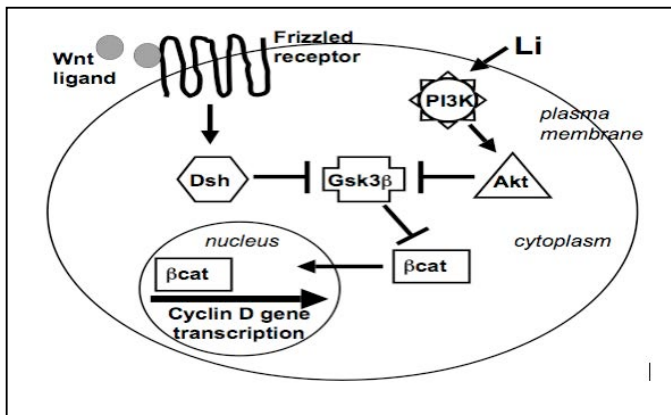 Wnt
ligand
Frizzled
receptor
Li
PI3K
plasma
membrane
Dsh
Gsk3β
Akt
nucleus
cytoplasm
βcat
βcat
Cyclin D gene
transcription